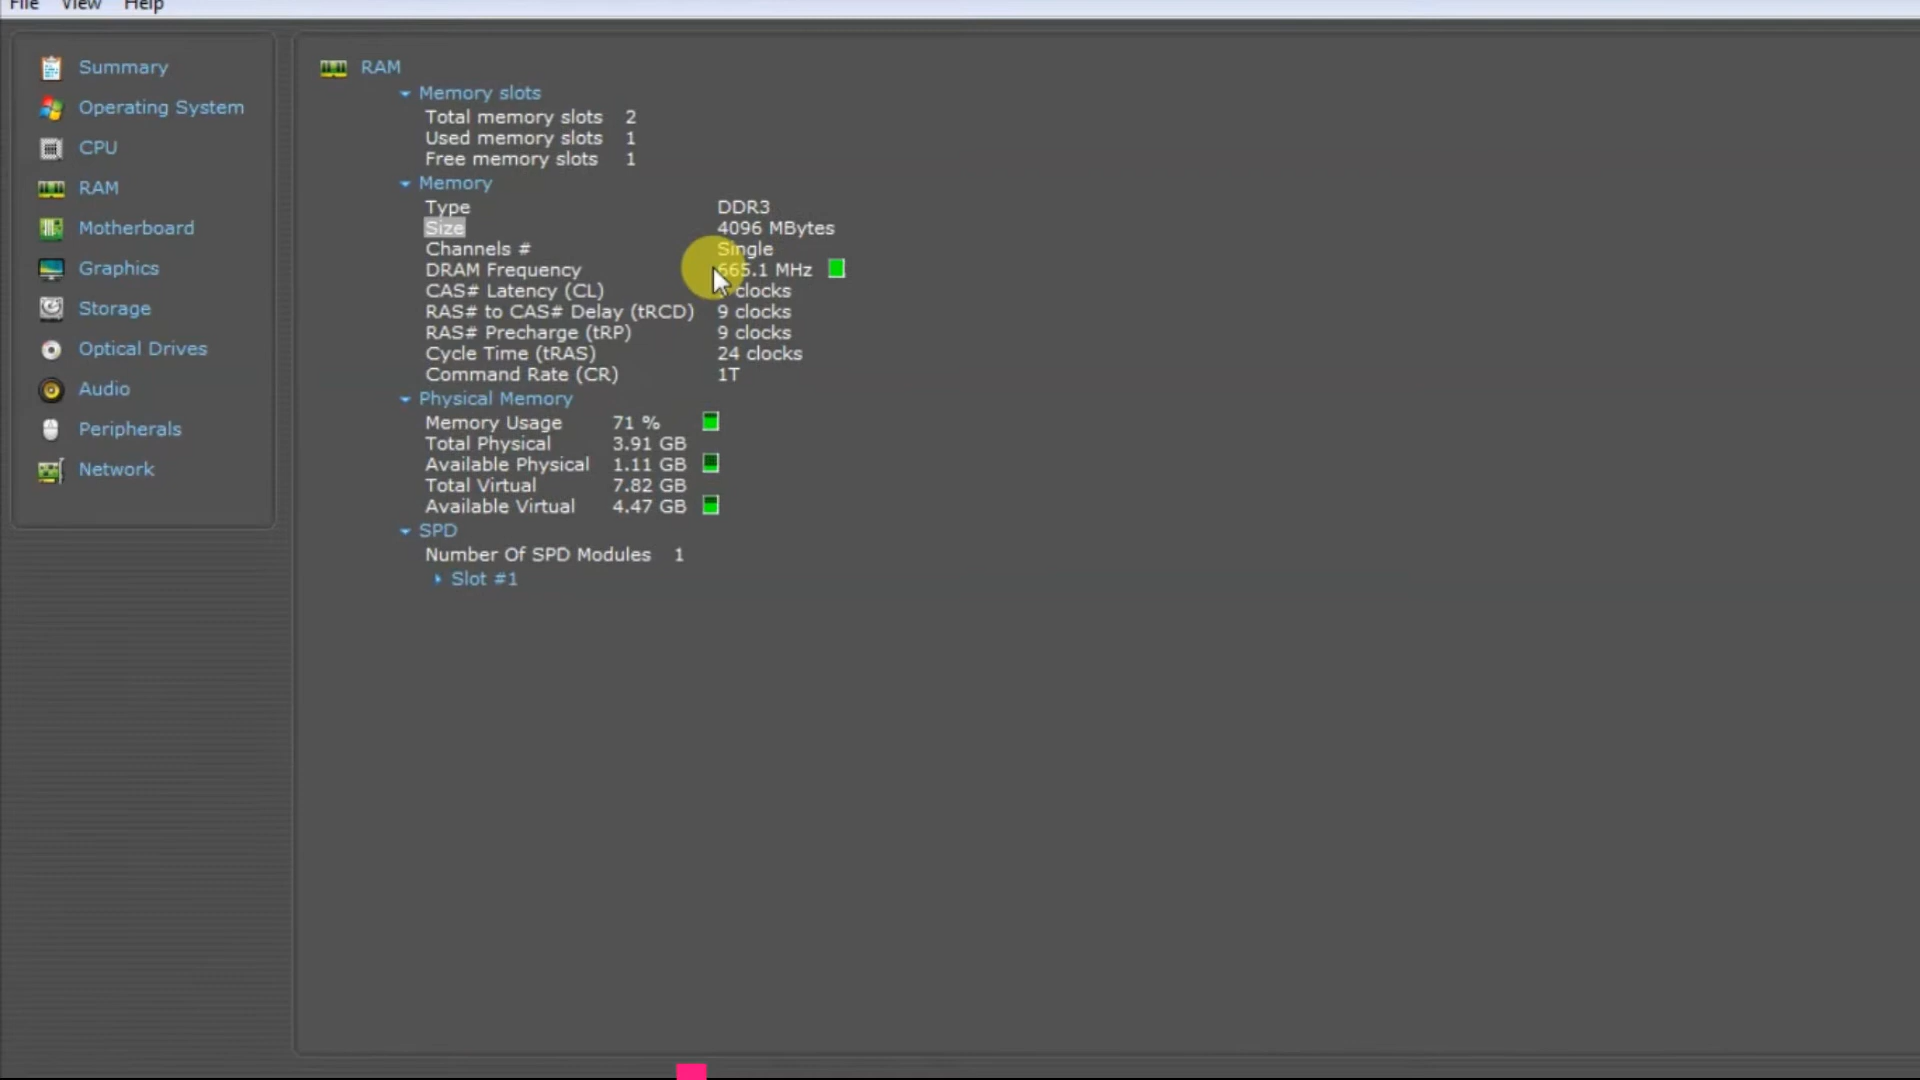 File View Help
Summary
Operating System
CPU
RAM
Motherboard
Graphics
Storage
Optical Drives
Audio
Peripherals
Network
RAM
Memory slots
Total memory slots 2
Used memory slots 1
Free memory slots 1
Memory
Type DDR3
Size 4096 MBytes
Channels # Single
DRAM Frequency 665.1 MHz
CAS# Latency (CL) clocks
RAS# to CAS# Delay (tRCD) 9 clocks
RAS# Precharge (tRP) 9 clocks
Cycle Time (tRAS) 24 clocks
Command Rate (CR) 1T
Physical Memory
Memory Usage 71 %
Total Physical 3.91 GB
Available Physical 1.11 GB
Total Virtual 7.82 GB
Available Virtual 4.47 GB
SPD
Number Of SPD Modules 1
Slot #1